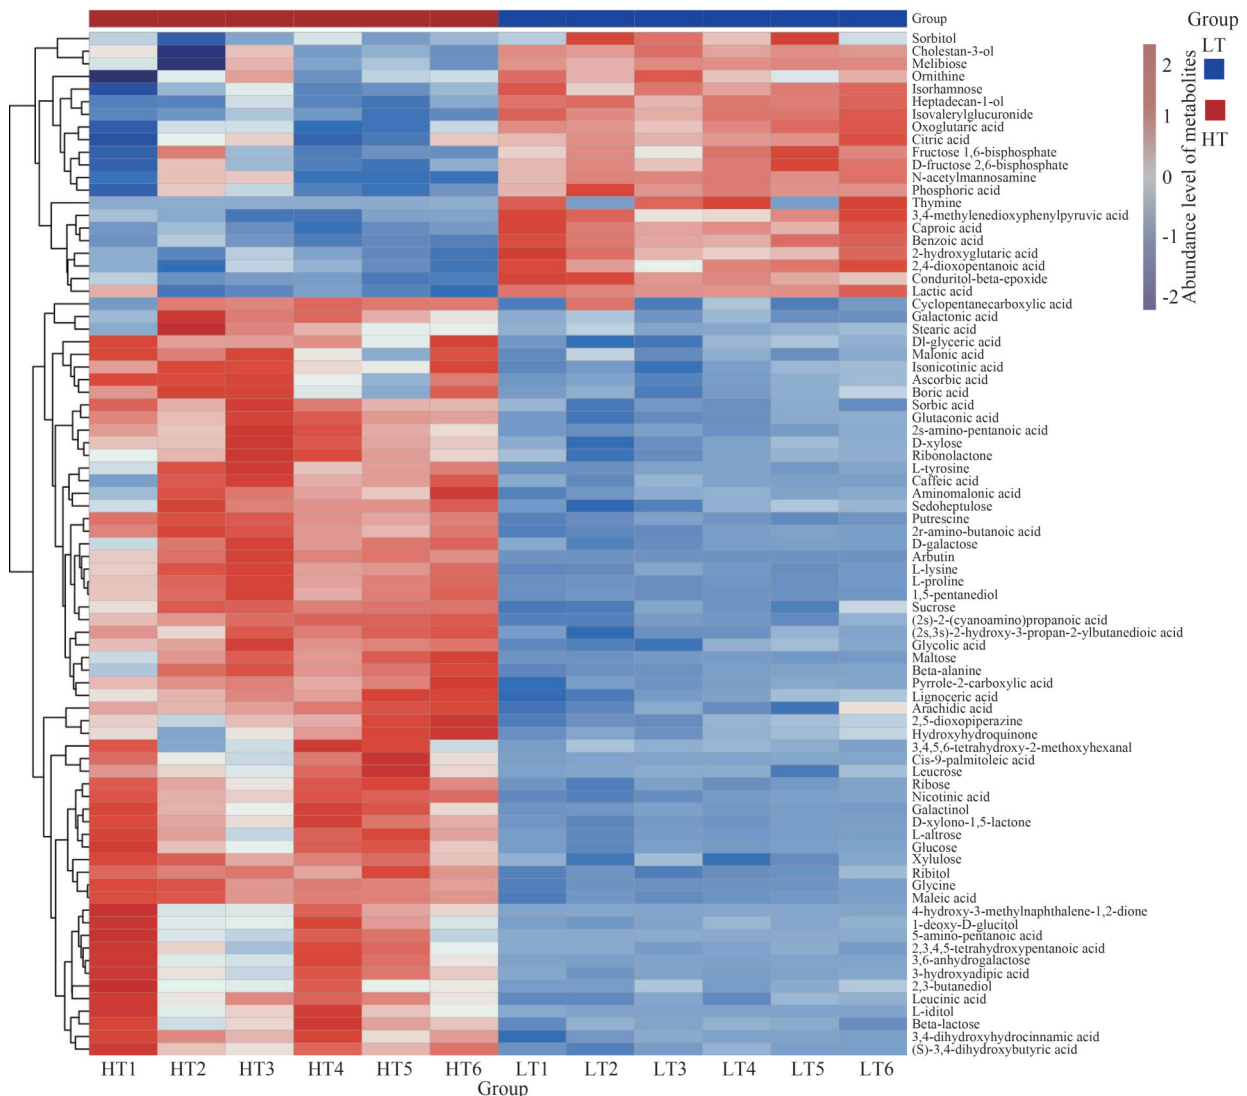 Group
Sorbitol
Cholestan-3-ol
Melibiose
Ornithine
Isorhamnose
Heptadecan-1-ol
Isovalerylglucuronide
Oxoglutaric acid
Citric acid
Fructose 1,6-bisphosphate
D-fructose 2,6-bisphosphate
N-acetylmannosamine
Phosphoric acid
Thymine
3,4-methylenedioxyphenylpyruvic acid
Caproic acid
Benzoic acid
2-hydroxyglutaric acid
2,4-dioxopentanoic acid
Conduritol-beta-epoxide
Lactic acid
Cyclopentanecarboxylic acid
Galactonic acid
Stearic acid
Dl-glyceric acid
Malonic acid
Isonicotinic acid
Ascorbic acid
Boric acid
Sorbic acid
Glutaconic acid
2s-amino-pentanoic acid
D-xylose
Ribonolactone
L-tyrosine
Caffeic acid
Aminomalonic acid
Sedoheptulose
Putrescine
2r-amino-butanoic acid
D-galactose
Arbutin
L-lysine
L-proline
1,5-pentanediol
Sucrose
(2s)-2-(cyanoamino)propanoic acid
(2s,3s)-2-hydroxy-3-propan-2-ylbutanedioic acid
Glycolic acid
Maltose
Beta-alanine
Pyrrole-2-carboxylic acid
Lignoceric acid
Arachidic acid
2,5-dioxopiperazine
Hydroxyhydroquinone
3,4,5,6-tetrahydroxy-2-methoxyhexanal
Cis-9-palmitoleic acid
Leucrose
Ribose
Nicotinic acid
Galactinol
D-xylono-1,5-lactone
L-altrose
Glucose
Xylulose
Ribitol
Glycine
Maleic acid
4-hydroxy-3-methylnaphthalene-1,2-dione
1-deoxy-D-glucitol
5-amino-pentanoic acid
2,3,4,5-tetrahydroxypentanoic acid
3,6-anhydrogalactose
3-hydroxyadipic acid
2,3-butanediol
Leucinic acid
L-iditol
Beta-lactose
3,4-dihydroxyhydrocinnamic acid
(S)-3,4-dihydroxybutyric acid
HT1 HT2 HT3 HT4 HT5 HT6 LT1 LT2 LT3 LT4 LT5 LT6
Group
2
1
0
-1
-2
Abundance level of metabolites
Group
LT
HT